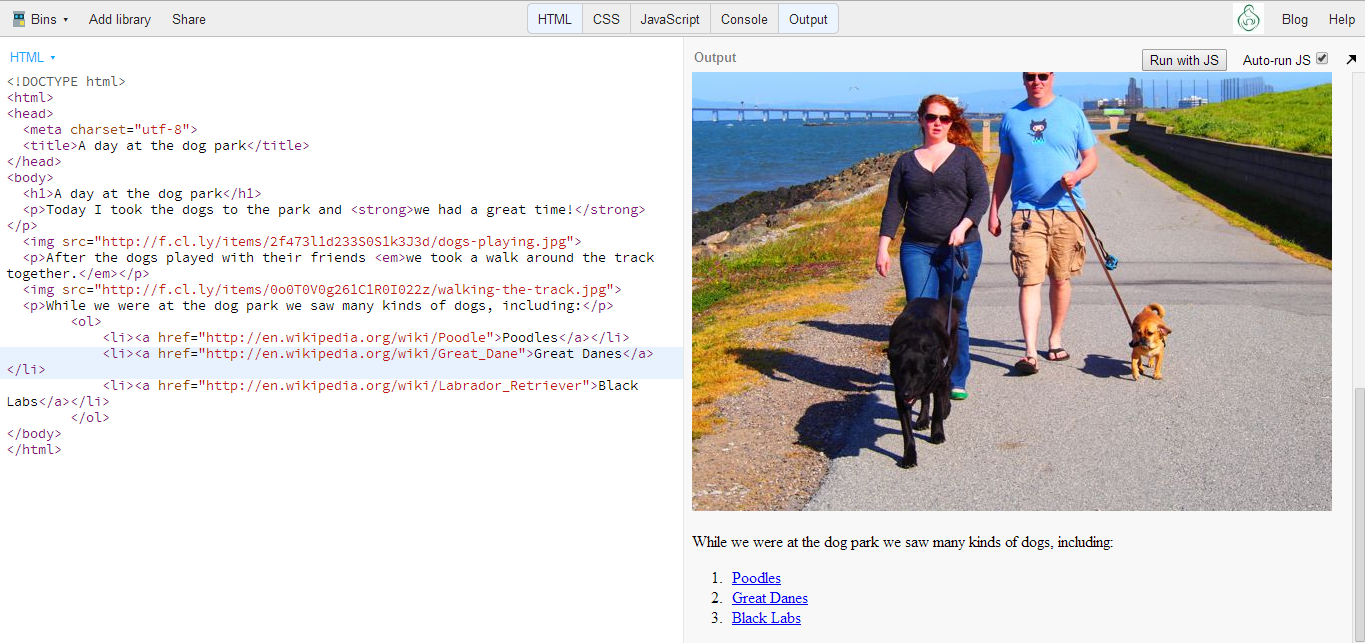 Bins ▾ Add library Share HTML CSS JavaScript Console Output Blog Help
HTML ▾
<!DOCTYPE html>
<html>
<head>
  <meta charset="utf-8">
  <title>A day at the dog park</title>
</head>
<body>
  <h1>A day at the dog park</h1>
  <p>Today I took the dogs to the park and <strong>we had a great time!</strong>
</p>
  <img src="http://f.cl.ly/items/2f473l1d233S0S1k3J3d/dogs-playing.jpg">
  <p>After the dogs played with their friends <em>we took a walk around the track
together.</em></p>
  <img src="http://f.cl.ly/items/0o0T0V0g261C1R0I022z/walking-the-track.jpg">
  <p>While we were at the dog park we saw many kinds of dogs, including:</p>
        <ol>
            <li><a href="http://en.wikipedia.org/wiki/Poodle">Poodles</a></li>
            <li><a href="http://en.wikipedia.org/wiki/Great_Dane">Great Danes</a>
</li>
            <li><a href="http://en.wikipedia.org/wiki/Labrador_Retriever">Black
Labs</a></li>
        </ol>
</body>
</html>
Output Run with JS Auto-run JS
While we were at the dog park we saw many kinds of dogs, including:
1. Poodles
2. Great Danes
3. Black Labs